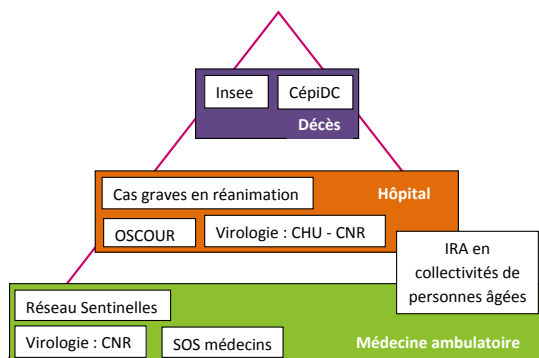 Insee
CépiDC
Décès
Cas graves en réanimation
Hôpital
OSCOUR
Virologie : CHU - CNR
IRA en
collectivités de
personnes âgées
Réseau Sentinelles
Virologie : CNR
SOS médecins
Médecine ambulatoire